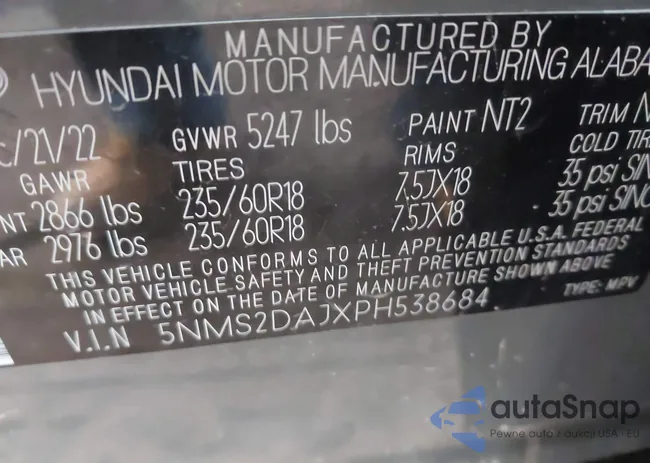 MANUFACTURED BY
HYUNDAI MOTOR MANUFACTURING ALABA
C/21/22 GVWR 5247 lbs PAINT NT2 TRIM N
GAWR TIRES RIMS COLD TIR
NT 2866 lbs 235/60R18 7.5JX18 35 psi SING
AR 2976 lbs 235/60R18 7.5JX18 35 psi SING
THIS VEHICLE CONFORMS TO ALL APPLICABLE U.S.A. FEDERAL
MOTOR VEHICLE SAFETY AND THEFT PREVENTION STANDARDS
IN EFFECT ON THE DATE OF MANUFACTURE SHOWN ABOVE
V.I.N 5NMS2DAJXPH538684 TYPE: MPV
autaSnap
Pewne auto z aukcji USA - EU